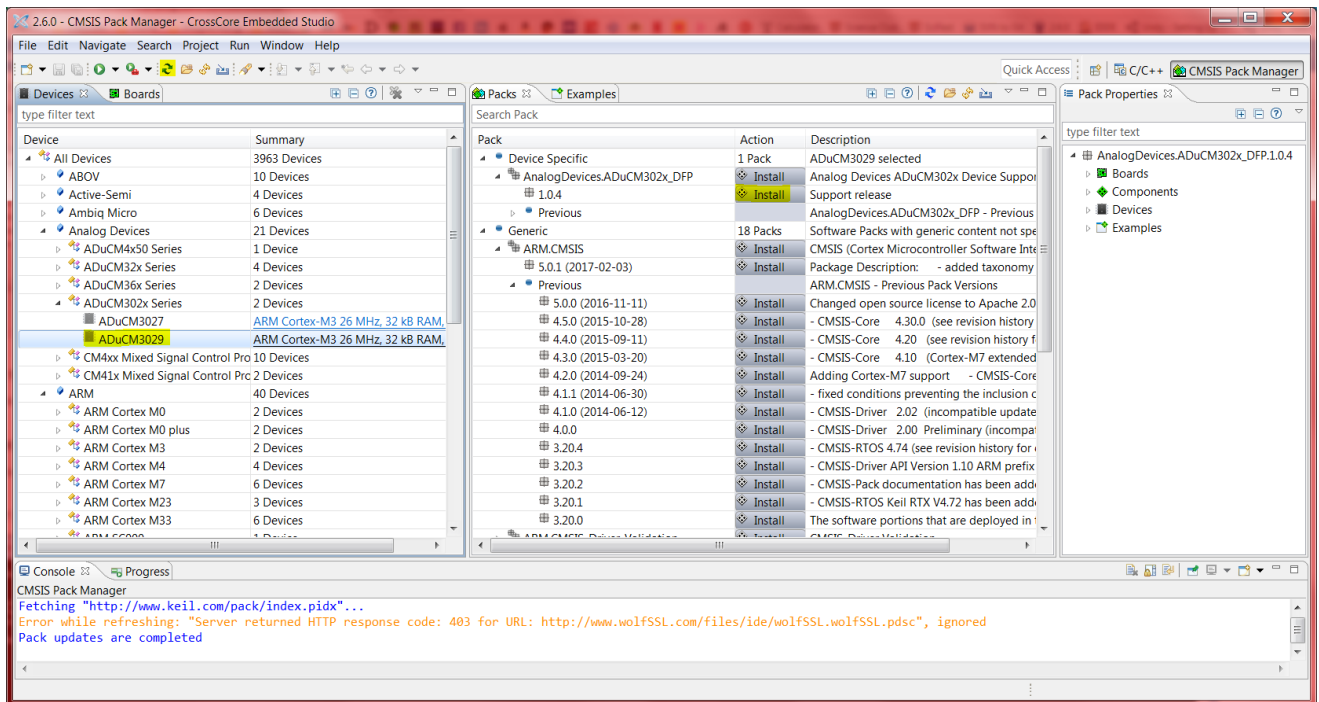 2.6.0 - CMSIS Pack Manager - CrossCore Embedded Studio
File Edit Navigate Search Project Run Window Help
Quick Access C/C++ CMSIS Pack Manager
Devices Boards
type filter text
Device Summary
All Devices 3963 Devices
ABOV 10 Devices
Active-Semi 4 Devices
Ambiq Micro 6 Devices
Analog Devices 21 Devices
ADuCM4x50 Series 1 Device
ADuCM32x Series 4 Devices
ADuCM36x Series 2 Devices
ADuCM302x Series 2 Devices
ADuCM3027 ARM Cortex-M3 26 MHz, 32 kB RAM,
ADuCM3029 ARM Cortex-M3 26 MHz, 32 kB RAM,
CM4xx Mixed Signal Control Pro 10 Devices
CM41x Mixed Signal Control Prc 2 Devices
ARM 40 Devices
ARM Cortex M0 2 Devices
ARM Cortex M0 plus 2 Devices
ARM Cortex M3 2 Devices
ARM Cortex M4 4 Devices
ARM Cortex M7 6 Devices
ARM Cortex M23 3 Devices
ARM Cortex M33 6 Devices
Packs Examples
Search Pack
Pack Action Description
Device Specific 1 Pack ADuCM3029 selected
AnalogDevices.ADuCM302x_DFP Install Analog Devices ADuCM302x Device Suppor
1.0.4 Install Support release
Previous AnalogDevices.ADuCM302x_DFP - Previous
Generic 18 Packs Software Packs with generic content not spe
ARM.CMSIS Install CMSIS (Cortex Microcontroller Software Inte
5.0.1 (2017-02-03) Install Package Description: - added taxonomy
Previous ARM.CMSIS - Previous Pack Versions
5.0.0 (2016-11-11) Install Changed open source license to Apache 2.0
4.5.0 (2015-10-28) Install - CMSIS-Core 4.30.0 (see revision history
4.4.0 (2015-09-11) Install - CMSIS-Core 4.20 (see revision history f
4.3.0 (2015-03-20) Install - CMSIS-Core 4.10 (Cortex-M7 extended
4.2.0 (2014-09-24) Install Adding Cortex-M7 support - CMSIS-Core
4.1.1 (2014-06-30) Install - fixed conditions preventing the inclusion c
4.1.0 (2014-06-12) Install - CMSIS-Driver 2.02 (incompatible update
4.0.0 Install - CMSIS-Driver 2.00 Preliminary (incompat
3.20.4 Install - CMSIS-RTOS 4.74 (see revision history for
3.20.3 Install - CMSIS-Driver API Version 1.10 ARM prefix
3.20.2 Install - CMSIS-Pack documentation has been adde
3.20.1 Install - CMSIS-RTOS Keil RTX V4.72 has been adde
3.20.0 Install The software portions that are deployed in
Pack Properties
type filter text
AnalogDevices.ADuCM302x_DFP.1.0.4
Boards
Components
Devices
Examples
Console Progress
CMSIS Pack Manager
Fetching "http://www.keil.com/pack/index.pidx"...
Error while refreshing: "Server returned HTTP response code: 403 for URL: http://www.wolfSSL.com/files/ide/wolfSSL.wolfSSL.pdsc", ignored
Pack updates are completed